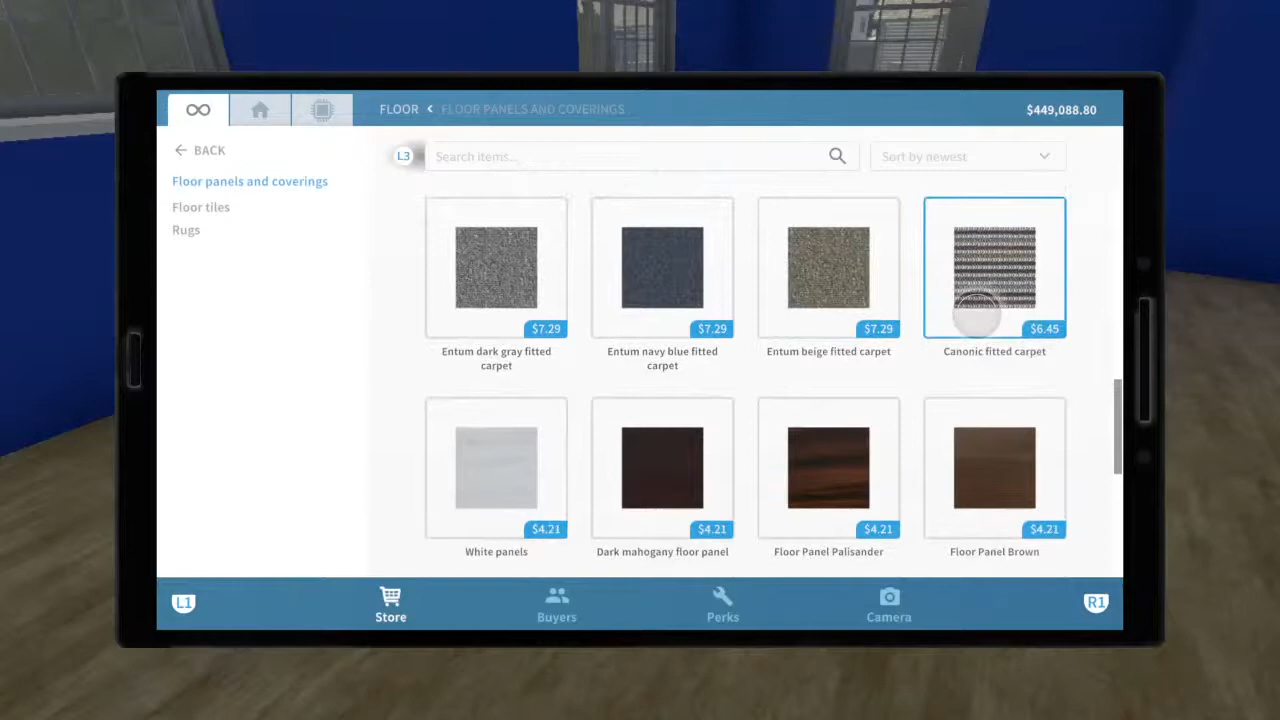 FLOOR < FLOOR PANELS AND COVERINGS
$449,088.80
BACK
L3
Search items...
Sort by newest
Floor panels and coverings
Floor tiles
Rugs
$7.29
$7.29
$7.29
$6.45
Entum dark gray fitted
carpet
Entum navy blue fitted
carpet
Entum beige fitted carpet
Canonic fitted carpet
$4.21
$4.21
$4.21
$4.21
White panels
Dark mahogany floor panel
Floor Panel Palisander
Floor Panel Brown
L1
Store
Buyers
Perks
Camera
R1